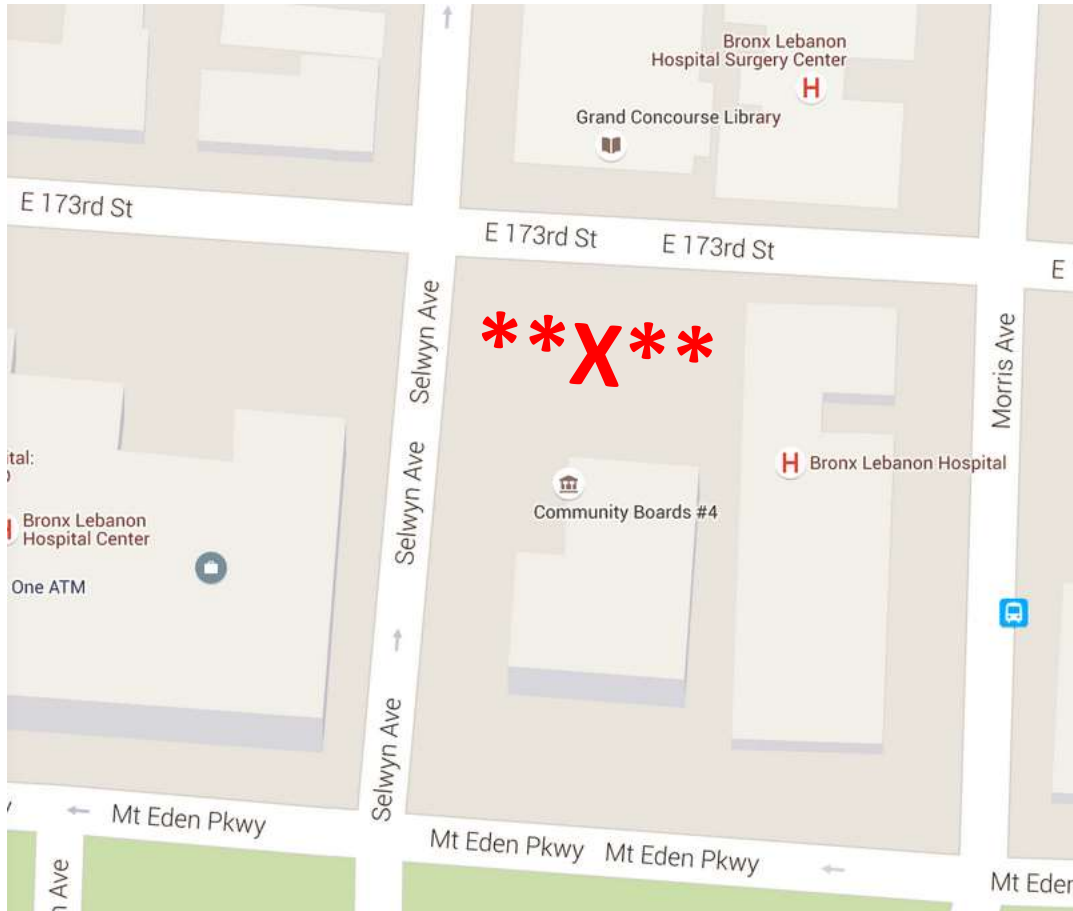 Bronx Lebanon
Hospital Surgery Center
H
Grand Concourse Library
E 173rd St
E 173rd St
E 173rd St
E
Selwyn Ave
**X**
Morris Ave
Selwyn Ave
H Bronx Lebanon Hospital
Community Boards #4
ital:
Bronx Lebanon
Hospital Center
One ATM
Selwyn Ave
Mt Eden Pkwy
Mt Eden Pkwy
Mt Eden Pkwy
Mt Eden
n Ave